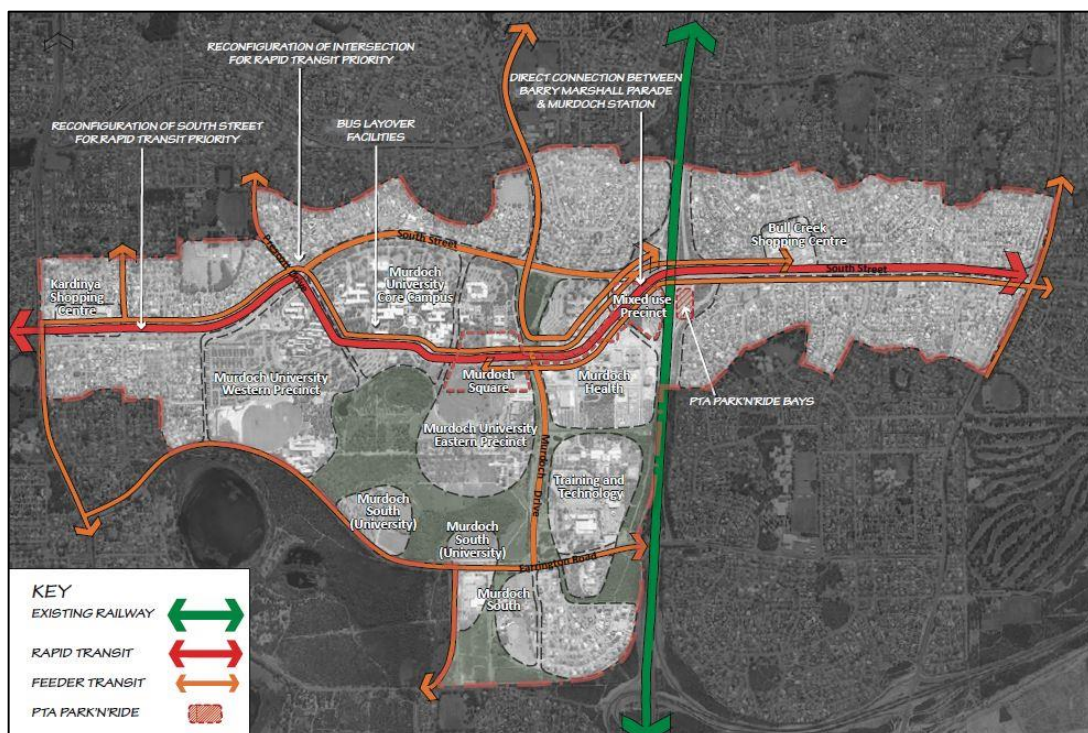 RECONFIGURATION OF INTERSECTION
FOR RAPID TRANSIT PRIORITY
DIRECT CONNECTION BETWEEN
BARRY MARSHALL PARADE
& MURDOCH STATION
RECONFIGURATION OF SOUTH STREET
FOR RAPID TRANSIT PRIORITY
BUS LAYOVER
FACILITIES
South Street
Bull Creek
Shopping Centre
South Street
Kardinya
Shopping
Centre
Murdoch
University
Core Campus
Mixed use
Precinct
Murdoch University
Western Precinct
Murdoch
Square
Murdoch
Health
PTA PARK'N'RIDE BAYS
Murdoch University
Eastern Precinct
Murdoch Drive
Training and
Technology
Murdoch
South
(University)
Murdoch
South
(University)
Farrington Road
Murdoch
South
KEY
EXISTING RAILWAY
RAPID TRANSIT
FEEDER TRANSIT
PTA PARK'N'RIDE